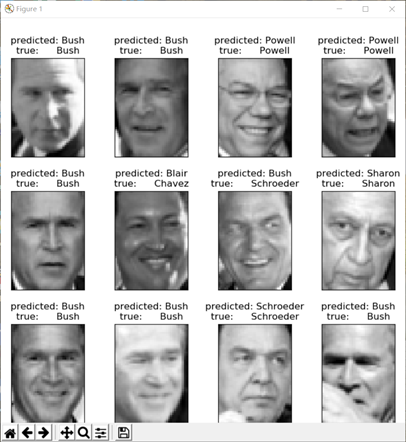 Figure 1
predicted: Bush
true: Bush
predicted: Bush
true: Bush
predicted: Powell
true: Powell
predicted: Powell
true: Powell
predicted: Bush
true: Bush
predicted: Blair
true: Chavez
predicted: Bush
true: Schroeder
predicted: Sharon
true: Sharon
predicted: Bush
true: Bush
predicted: Bush
true: Bush
predicted: Schroeder
true: Schroeder
predicted: Bush
true: Bush